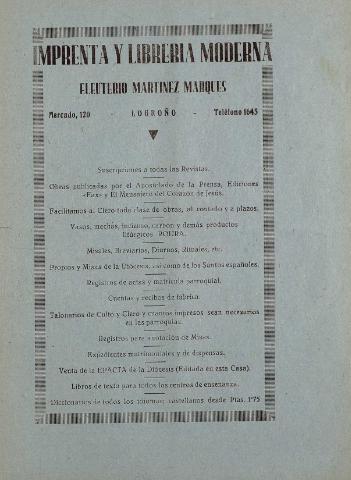 IMPRENTA Y LIBRERIA MODERNA
ELEUTERIO MARTINEZ MARQUES
Mercado, 120 LOGROÑO - Teléfono 1645
Suscripciones a todas las Revistas.
Obras publicadas por el Apostolado de la Prensa, Ediciones
«Fax» y El Mensajero del Corazón de Jesús.
Facilitamos al Clero toda clase de obras, al contado y a plazos.
Velas, mechas, incienso, carbón y demás productos
litúrgicos
Misales, Breviarios, Diurnos, Rituales, etc.
Propios y Misas de la Diócesis, así como de los Santos españoles.
Registros de actas y matrícula parroquial.
Cuentas y recibos de fábrica.
Talonarios de Culto y Clero y cuantos impresos sean necesarios
en las parroquias.
Registros para anotación de Misas.
Expedientes matrimoniales y de dispensas.
Venta de la EPACTA de la Diócesis (Editada en esta Casa).
Libros de texto para todos los centros de enseñanza.
Diccionarios de todos los idiomas; castellanos desde Ptas. 1'75